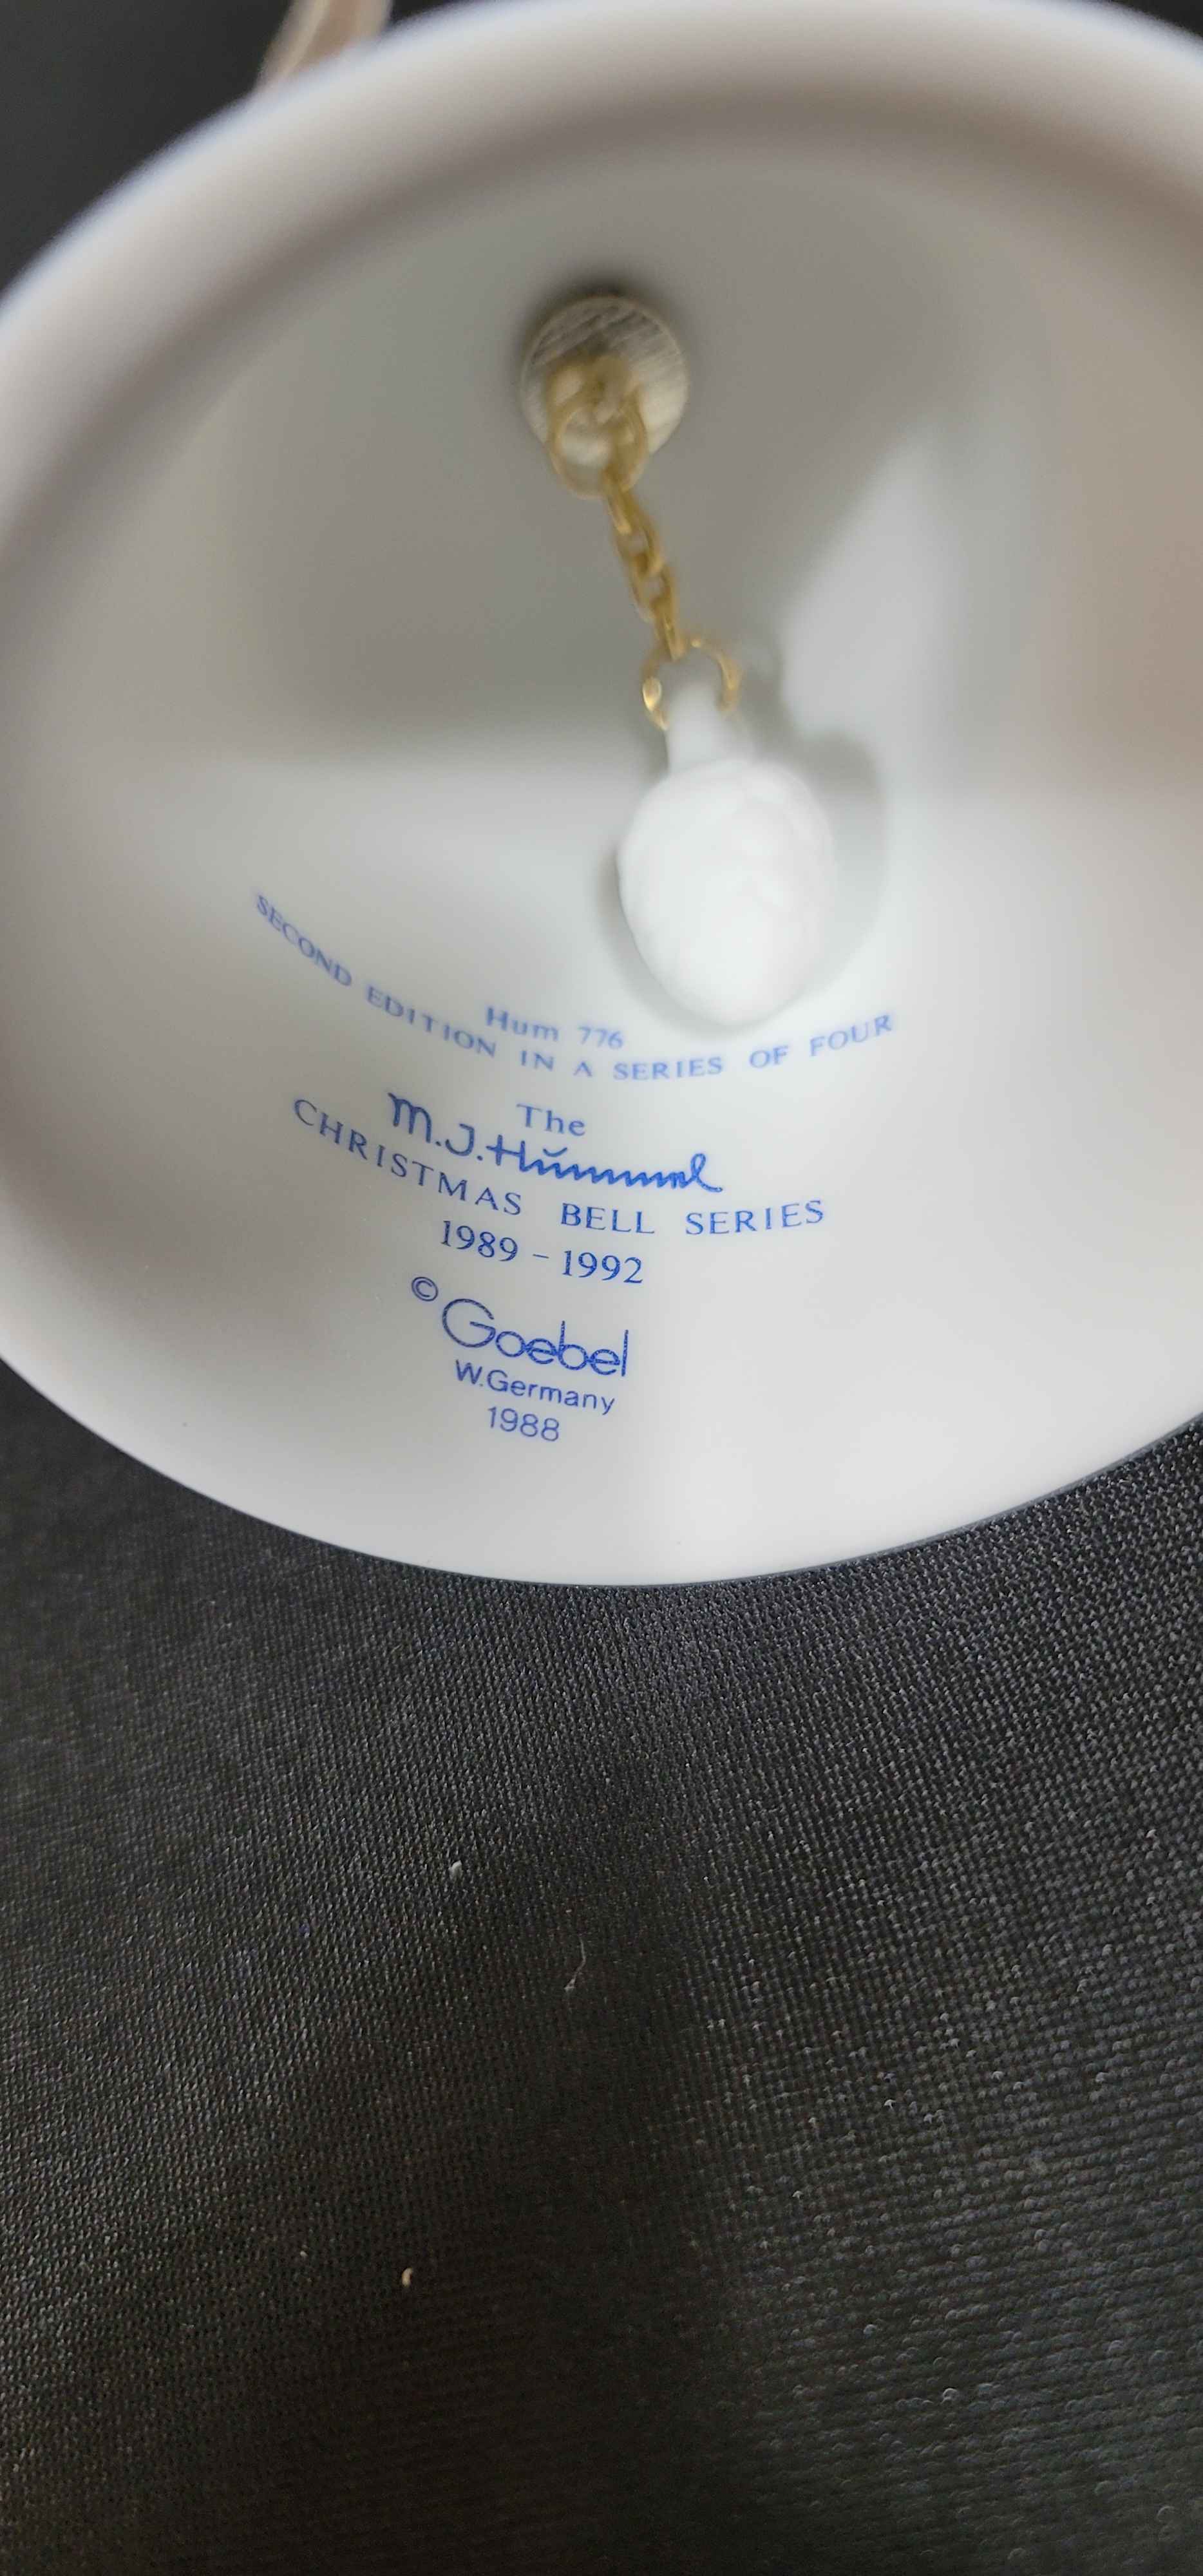 Hum 776
SECOND EDITION IN A SERIES OF FOUR
The
M.J.Hummel
CHRISTMAS BELL SERIES
1989 - 1992
© Goebel
W.Germany
1988